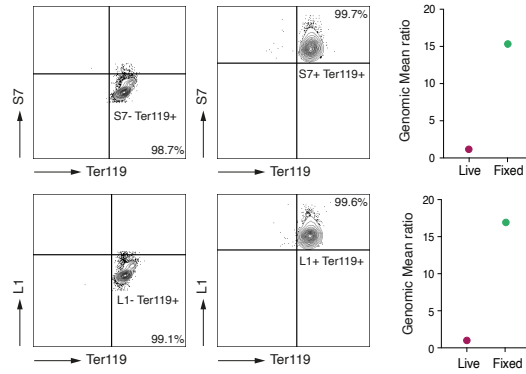 S7
S7- Ter119+
98.7%
Ter119
99.7%
S7
S7+ Ter119+
Ter119
Genomic Mean ratio
20
15
10
5
0
Live
Fixed
L1
L1- Ter119+
99.1%
Ter119
99.6%
L1
L1+ Ter119+
Ter119
Genomic Mean ratio
20
15
10
5
0
Live
Fixed